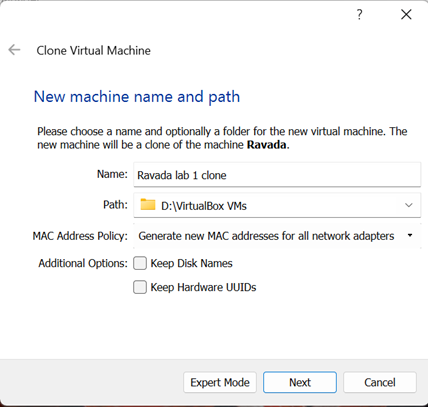 ?
Clone Virtual Machine
New machine name and path
Please choose a name and optionally a folder for the new virtual machine. The
new machine will be a clone of the machine Ravada.
Name: Ravada lab 1 clone
Path: D:\VirtualBox VMs
MAC Address Policy: Generate new MAC addresses for all network adapters
Additional Options: Keep Disk Names
Keep Hardware UUIDs
Expert Mode Next Cancel